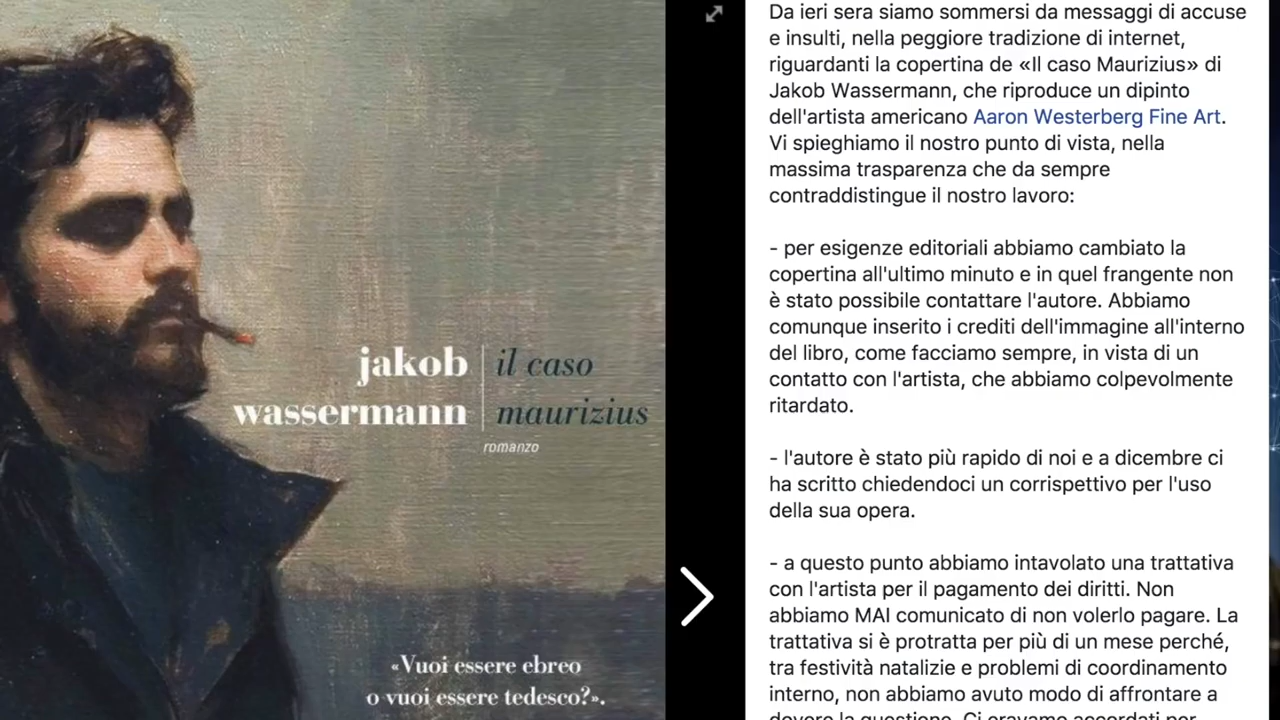 jakob
wassermann
il caso
maurizius
romanzo
«Vuoi essere ebreo
o vuoi essere tedesco?».
Da ieri sera siamo sommersi da messaggi di accuse
e insulti, nella peggiore tradizione di internet,
riguardanti la copertina de «Il caso Maurizius» di
Jakob Wassermann, che riproduce un dipinto
dell'artista americano Aaron Westerberg Fine Art.
Vi spieghiamo il nostro punto di vista, nella
massima trasparenza che da sempre
contraddistingue il nostro lavoro:
- per esigenze editoriali abbiamo cambiato la
copertina all'ultimo minuto e in quel frangente non
è stato possibile contattare l'autore. Abbiamo
comunque inserito i crediti dell'immagine all'interno
del libro, come facciamo sempre, in vista di un
contatto con l'artista, che abbiamo colpevolmente
ritardato.
- l'autore è stato più rapido di noi e a dicembre ci
ha scritto chiedendoci un corrispettivo per l'uso
della sua opera.
- a questo punto abbiamo intavolato una trattativa
con l'artista per il pagamento dei diritti. Non
abbiamo MAI comunicato di non volerlo pagare. La
trattativa si è protratta per più di un mese perché,
tra festività natalizie e problemi di coordinamento
interno, non abbiamo avuto modo di affrontare a
dovere la questione. Ci eravamo accordati per